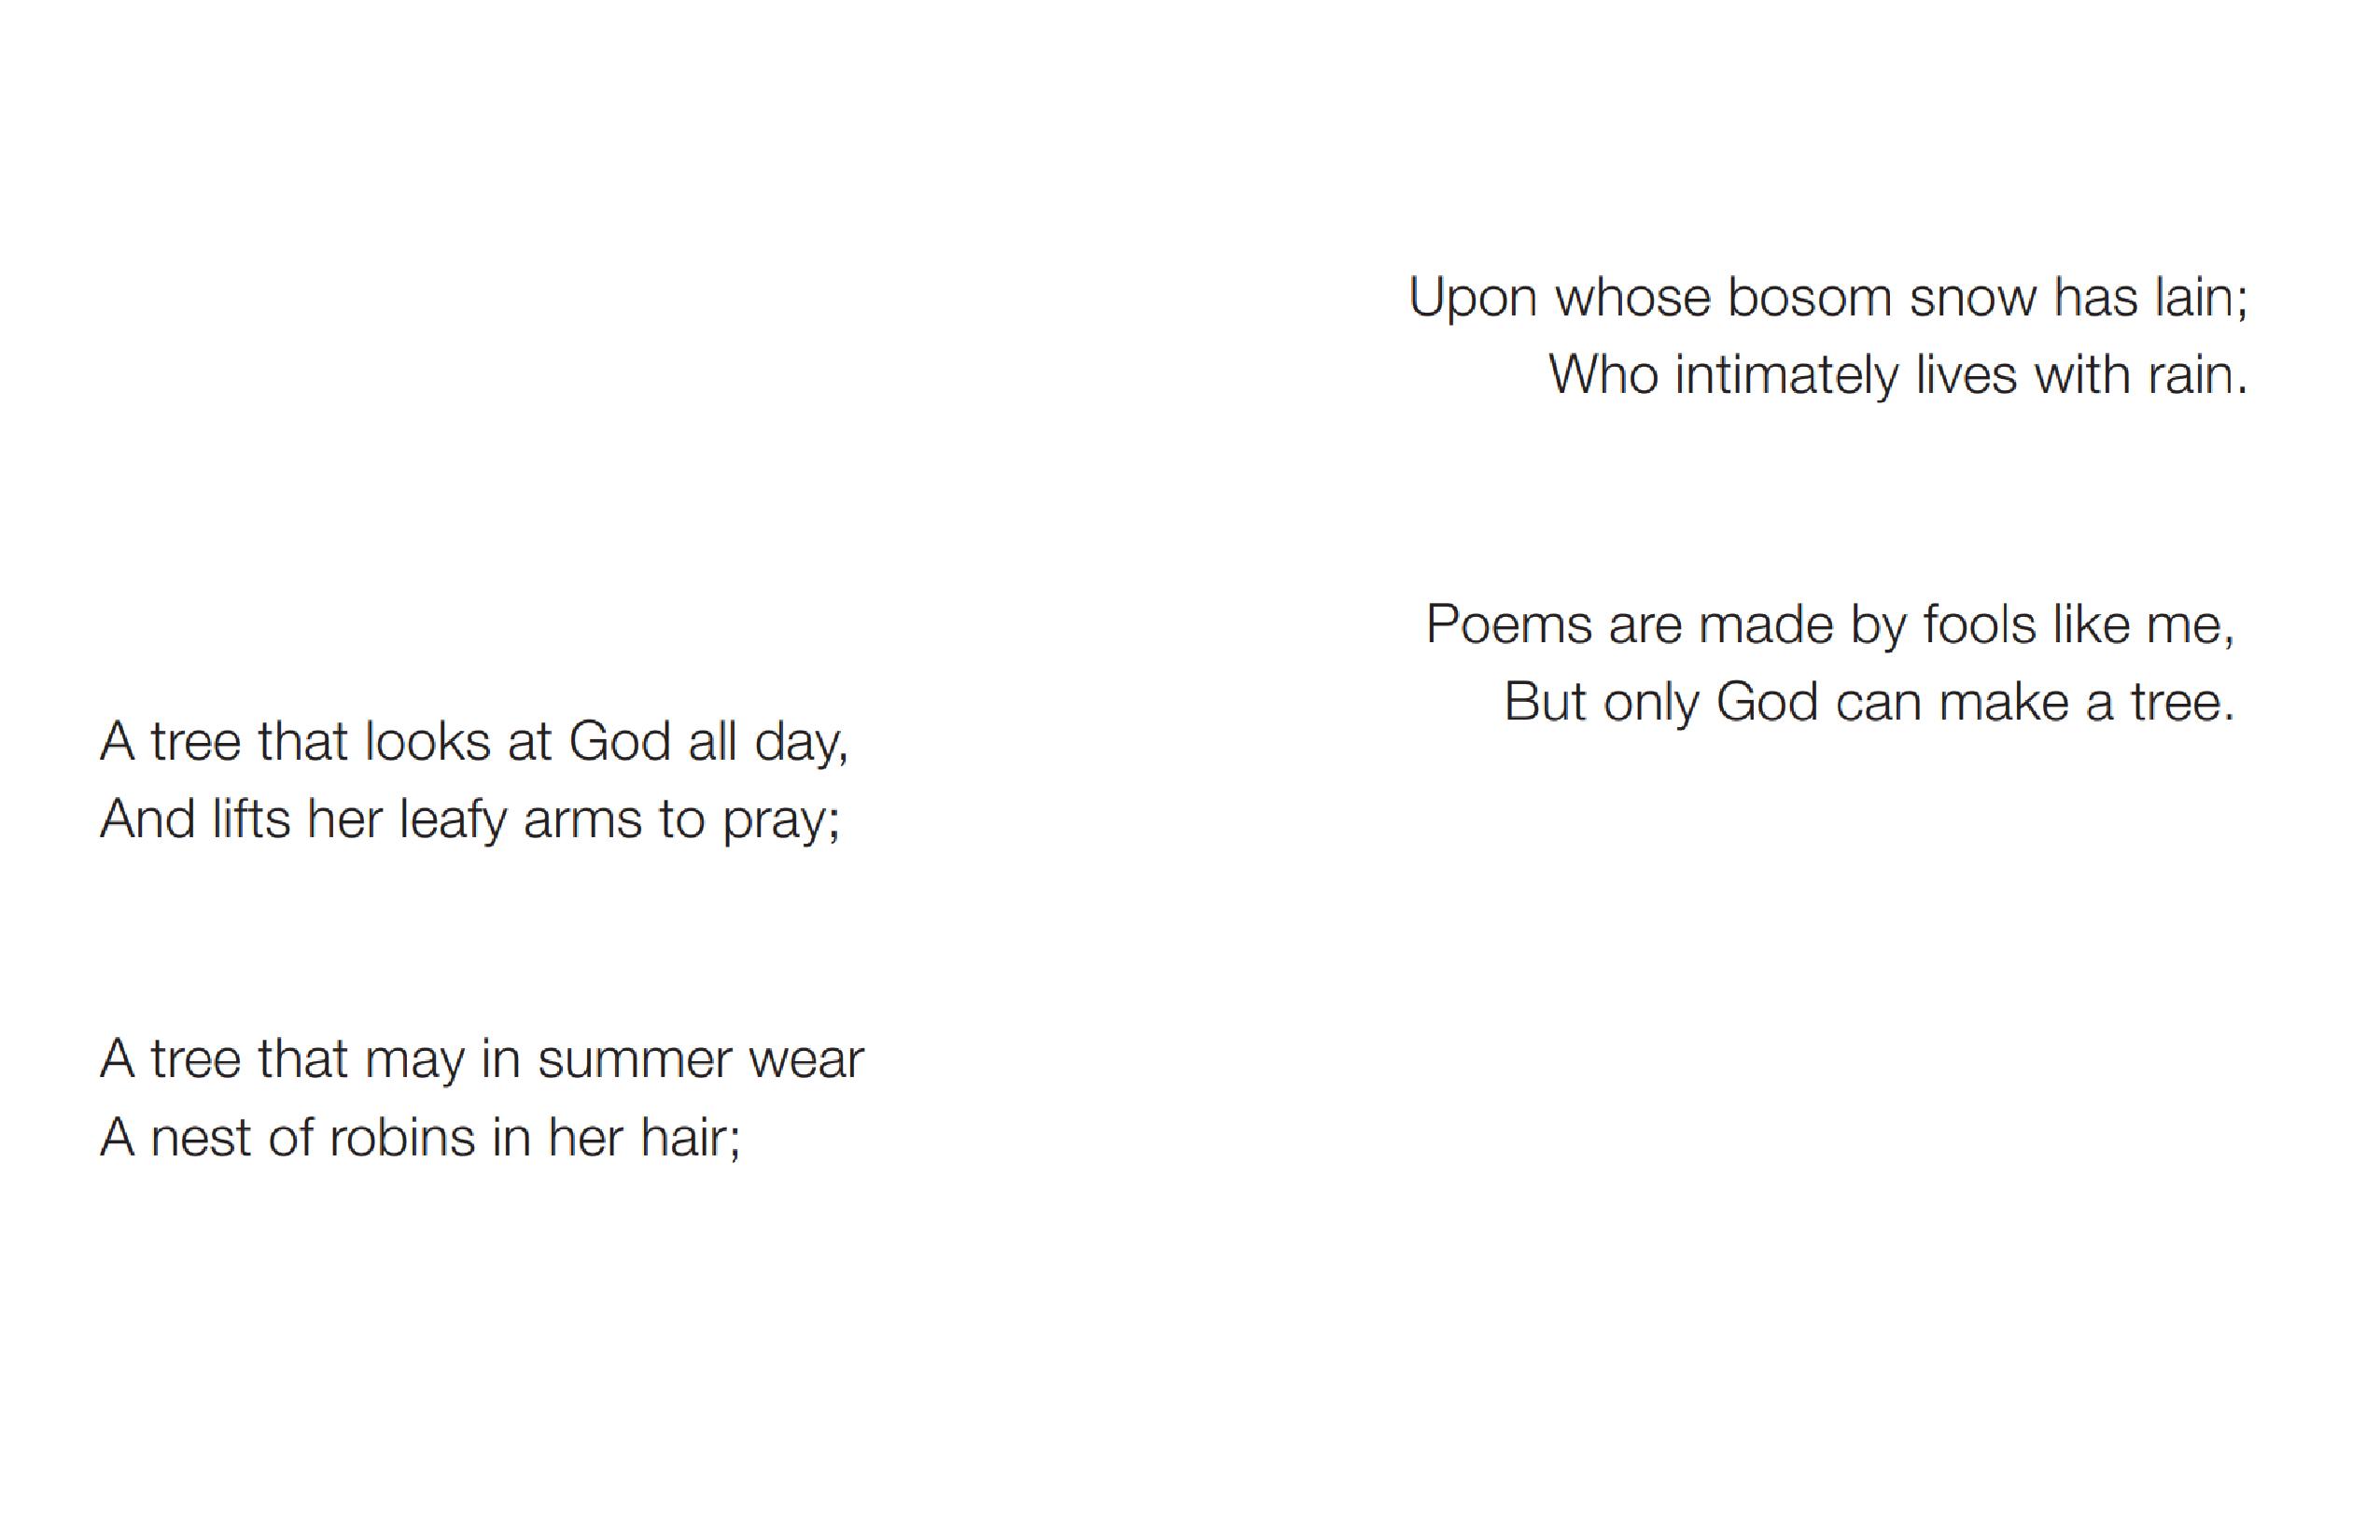 A tree that looks at God all day,
And lifts her leafy arms to pray;
A tree that may in summer wear
A nest of robins in her hair;
Upon whose bosom snow has lain;
Who intimately lives with rain.
Poems are made by fools like me,
But only God can make a tree.